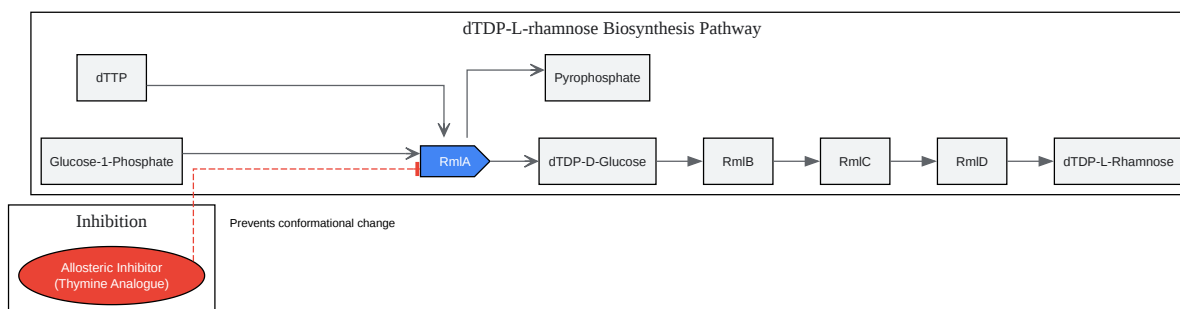 dTDP-L-rhamnose Biosynthesis Pathway
dTTP
Pyrophosphate
Glucose-1-Phosphate
RmlA
dTDP-D-Glucose
RmlB
RmlC
RmlD
dTDP-L-Rhamnose
Inhibition
Prevents conformational change
Allosteric Inhibitor
(Thymine Analogue)